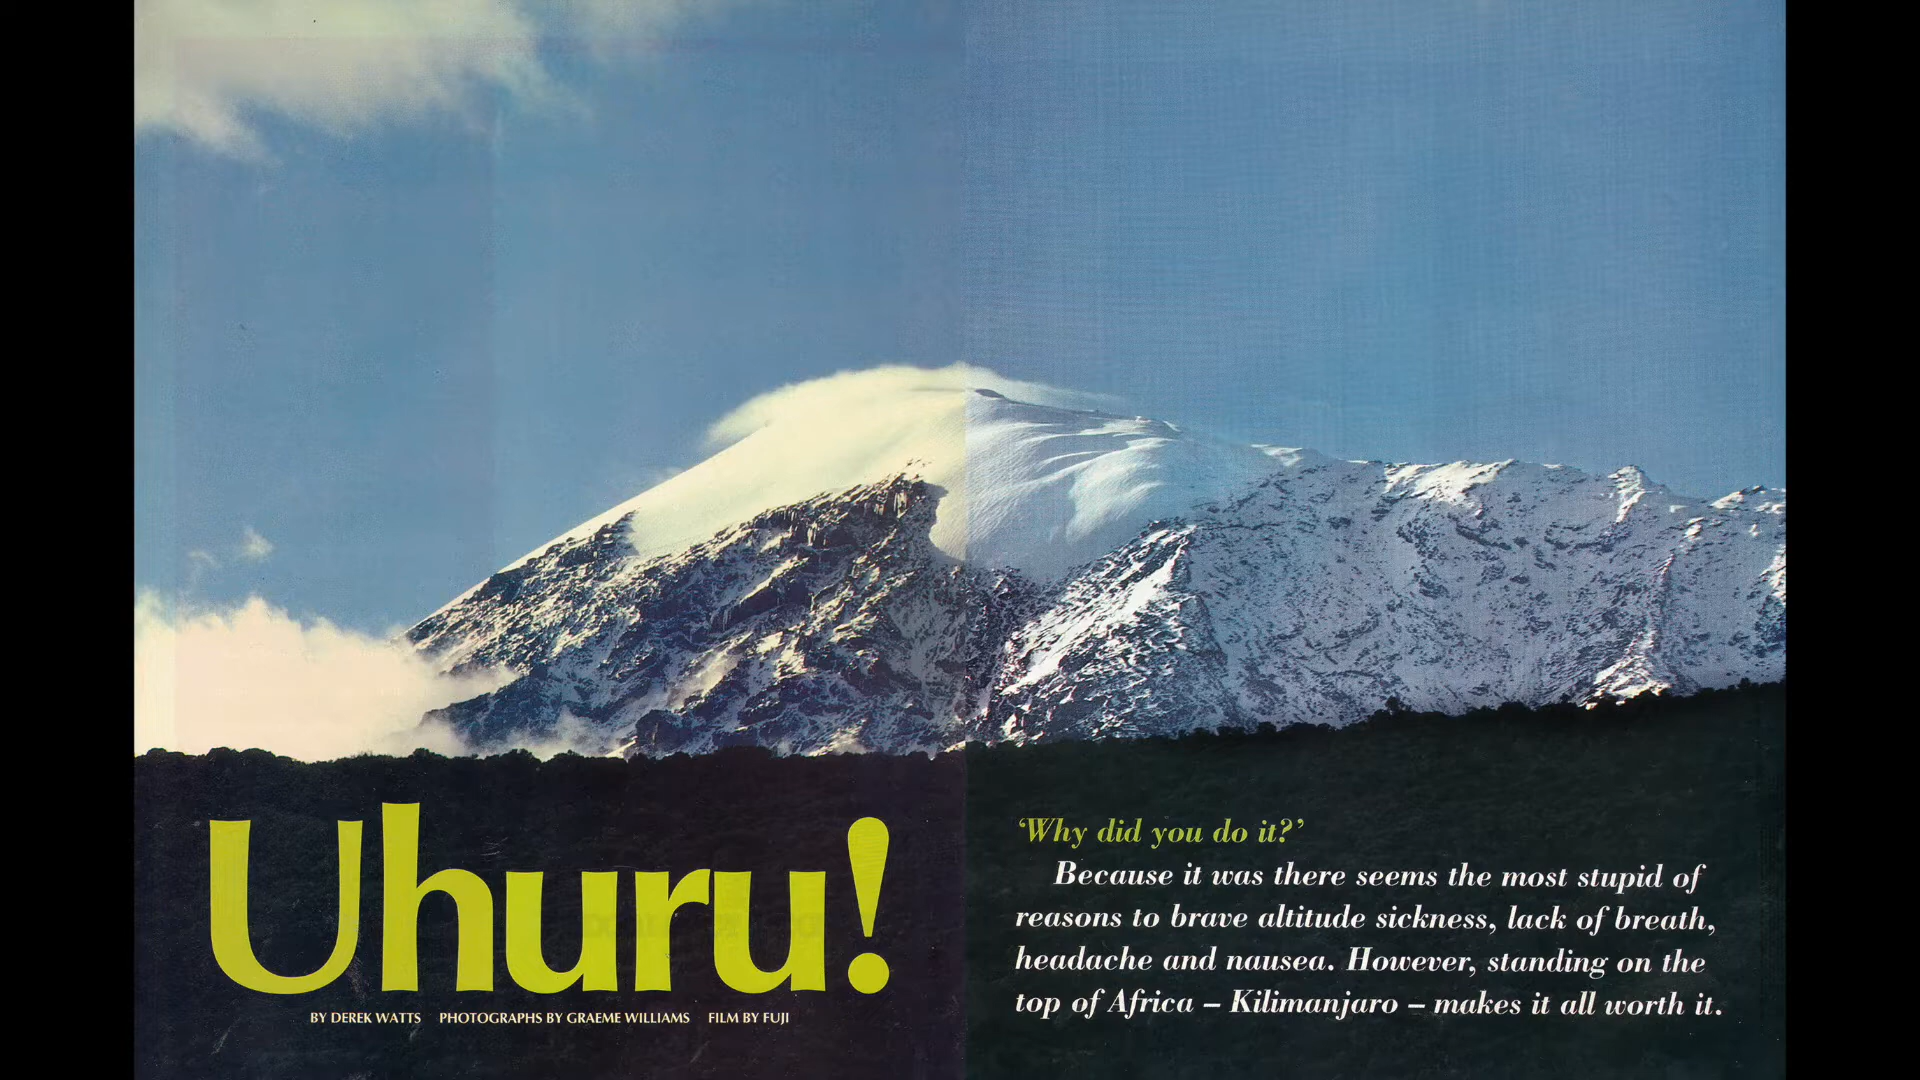 Uhuru!
BY DEREK WATTS PHOTOGRAPHS BY GRAEME WILLIAMS FILM BY FUJI
‘Why did you do it?’
Because it was there seems the most stupid of
reasons to brave altitude sickness, lack of breath,
headache and nausea. However, standing on the
top of Africa – Kilimanjaro – makes it all worth it.